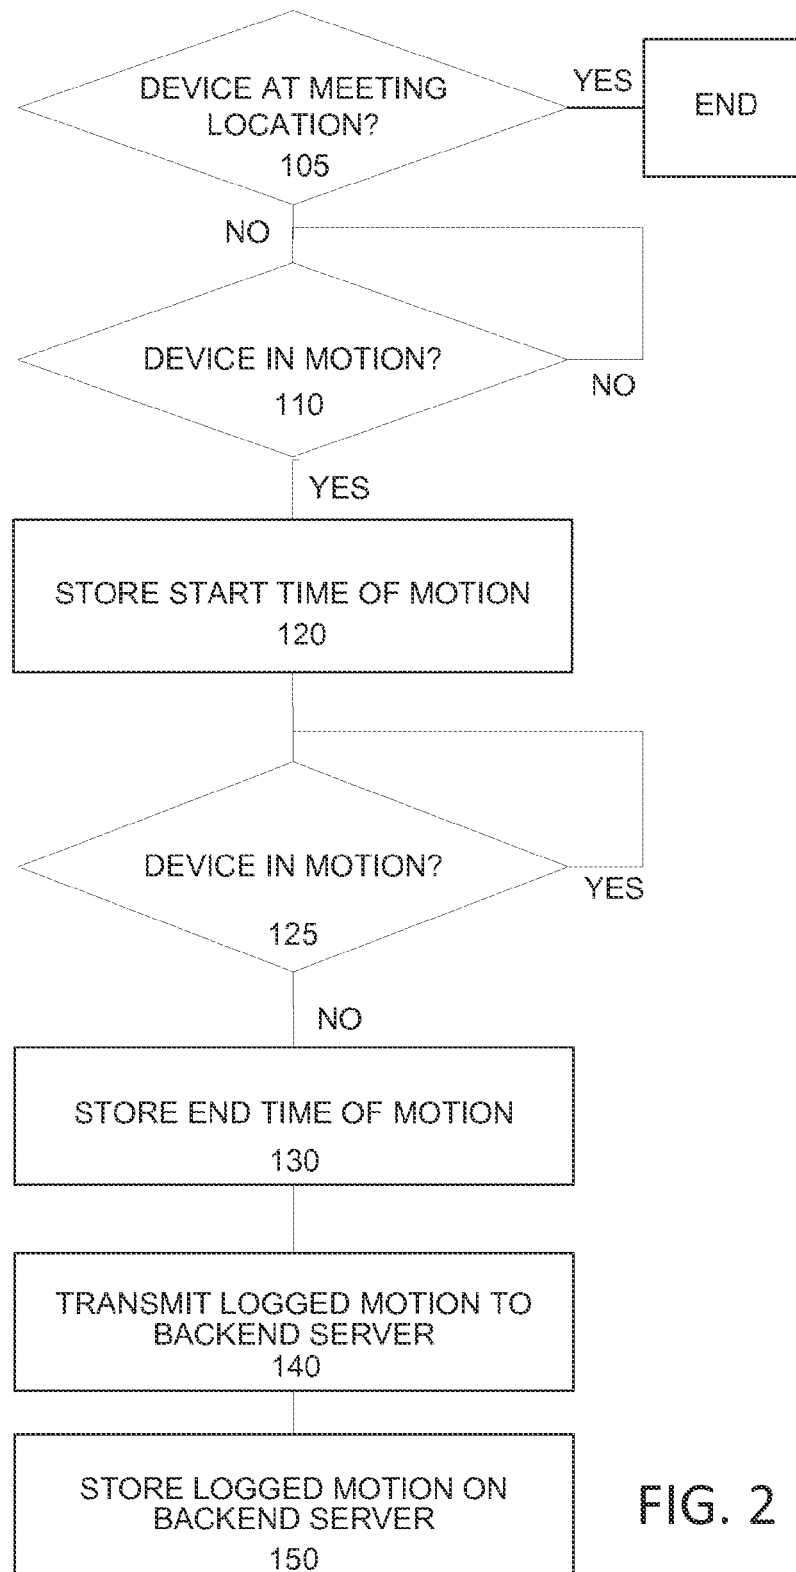 DEVICE AT MEETING
LOCATION?
105
YES
END
NO
DEVICE IN MOTION?
110
NO
YES
STORE START TIME OF MOTION
120
DEVICE IN MOTION?
125
YES
NO
STORE END TIME OF MOTION
130
TRANSMIT LOGGED MOTION TO
BACKEND SERVER
140
STORE LOGGED MOTION ON
BACKEND SERVER
150
FIG. 2